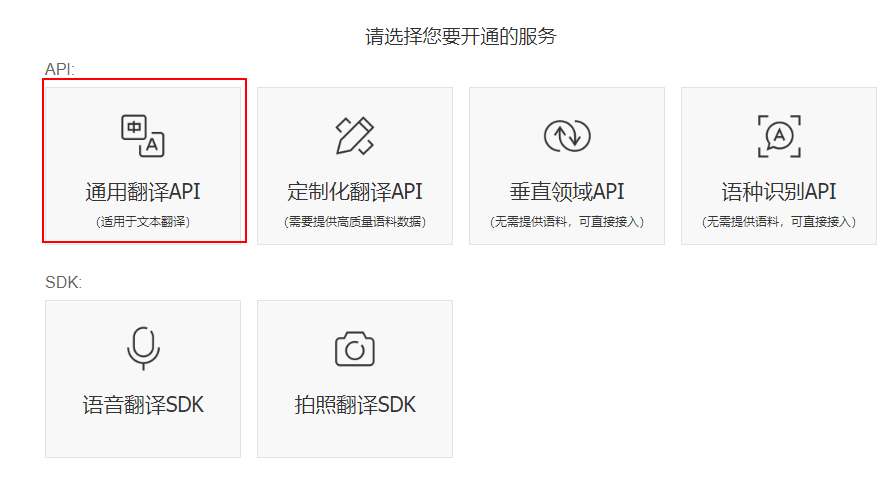 请选择您要开通的服务
API:
中 A
通用翻译API
（适用于文本翻译）
定制化翻译API
（需要提供高质量语料数据）
垂直领域API
（无需提供语料，可直接接入）
A
语种识别API
（无需提供语料，可直接接入）
SDK:
语音翻译SDK
拍照翻译SDK